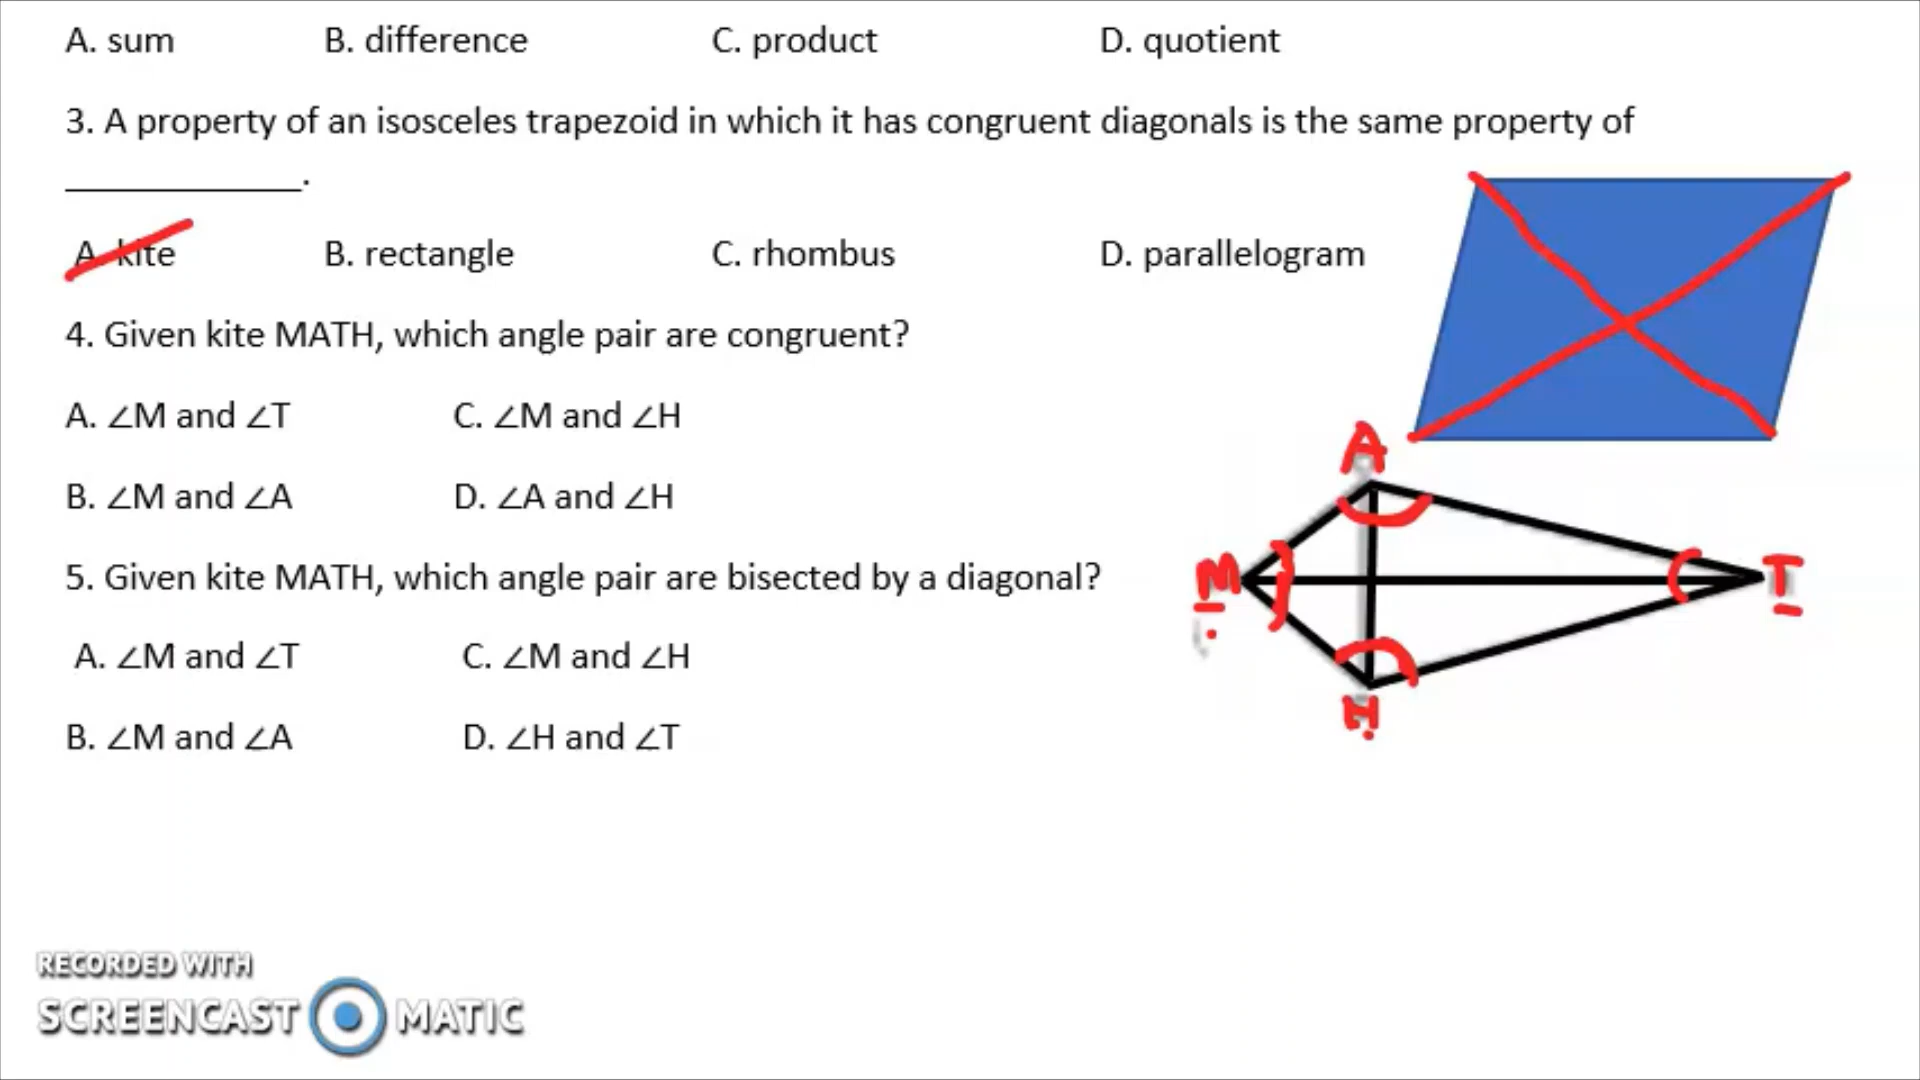 A. sum B. difference C. product D. quotient
3. A property of an isosceles trapezoid in which it has congruent diagonals is the same property of
____________.
A. kite B. rectangle C. rhombus D. parallelogram
4. Given kite MATH, which angle pair are congruent?
A. ∠M and ∠T C. ∠M and ∠H
B. ∠M and ∠A D. ∠A and ∠H
5. Given kite MATH, which angle pair are bisected by a diagonal?
A. ∠M and ∠T C. ∠M and ∠H
B. ∠M and ∠A D. ∠H and ∠T
A
M
T
H
RECORDED WITH
SCREENCAST MATIC